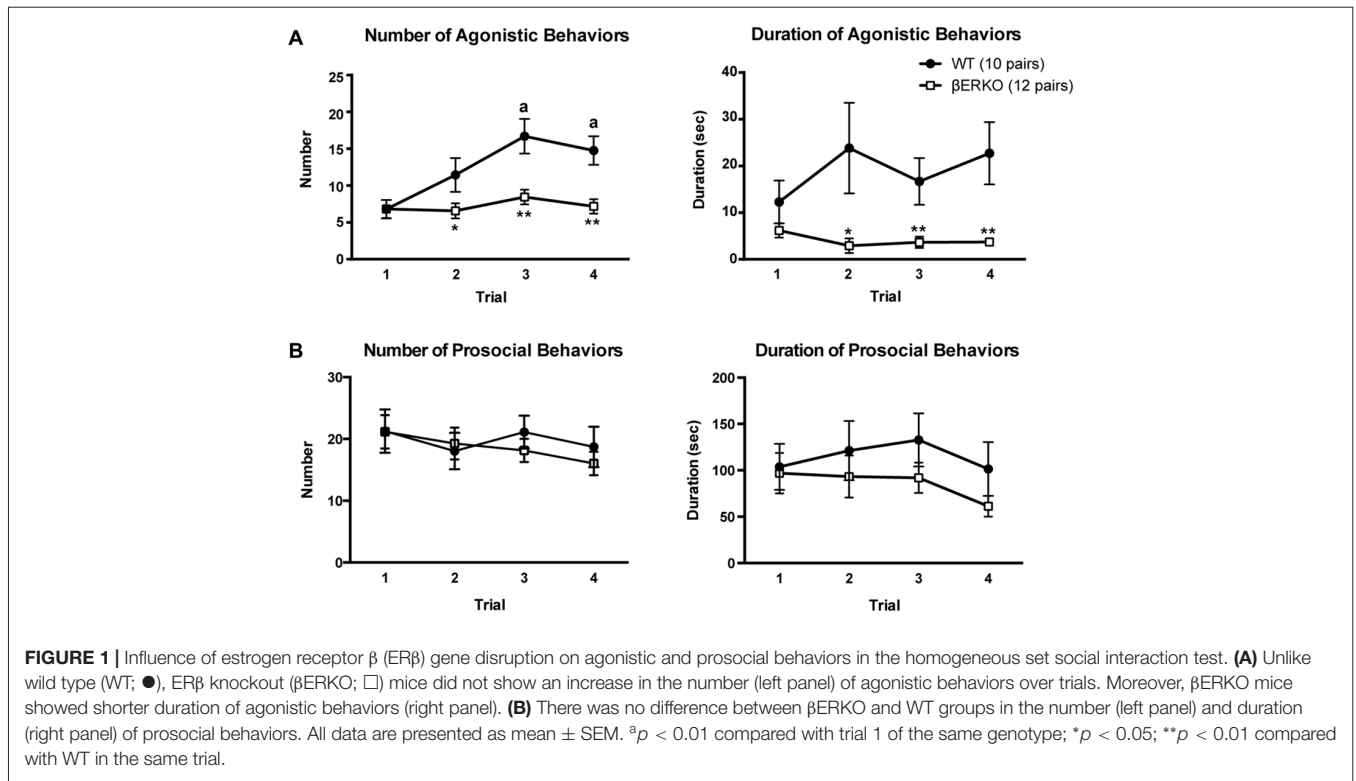 A
Number of Agonistic Behaviors
25
20
15
10
5
0
Number
a
a
*
**
**
1 2 3 4
Trial
Duration of Agonistic Behaviors
WT (10 pairs)
βERKO (12 pairs)
40
30
20
10
0
Duration (sec)
*
**
**
1 2 3 4
Trial
B
Number of Prosocial Behaviors
30
20
10
0
Number
1 2 3 4
Trial
Duration of Prosocial Behaviors
200
150
100
50
0
Duration (sec)
1 2 3 4
Trial
FIGURE 1 | Influence of estrogen receptor β (ERβ) gene disruption on agonistic and prosocial behaviors in the homogeneous set social interaction test. (A) Unlike
wild type (WT; ●), ERβ knockout (βERKO; □) mice did not show an increase in the number (left panel) of agonistic behaviors over trials. Moreover, βERKO mice
showed shorter duration of agonistic behaviors (right panel). (B) There was no difference between βERKO and WT groups in the number (left panel) and duration
(right panel) of prosocial behaviors. All data are presented as mean ± SEM. ᵃp < 0.01 compared with trial 1 of the same genotype; *p < 0.05; **p < 0.01 compared
with WT in the same trial.